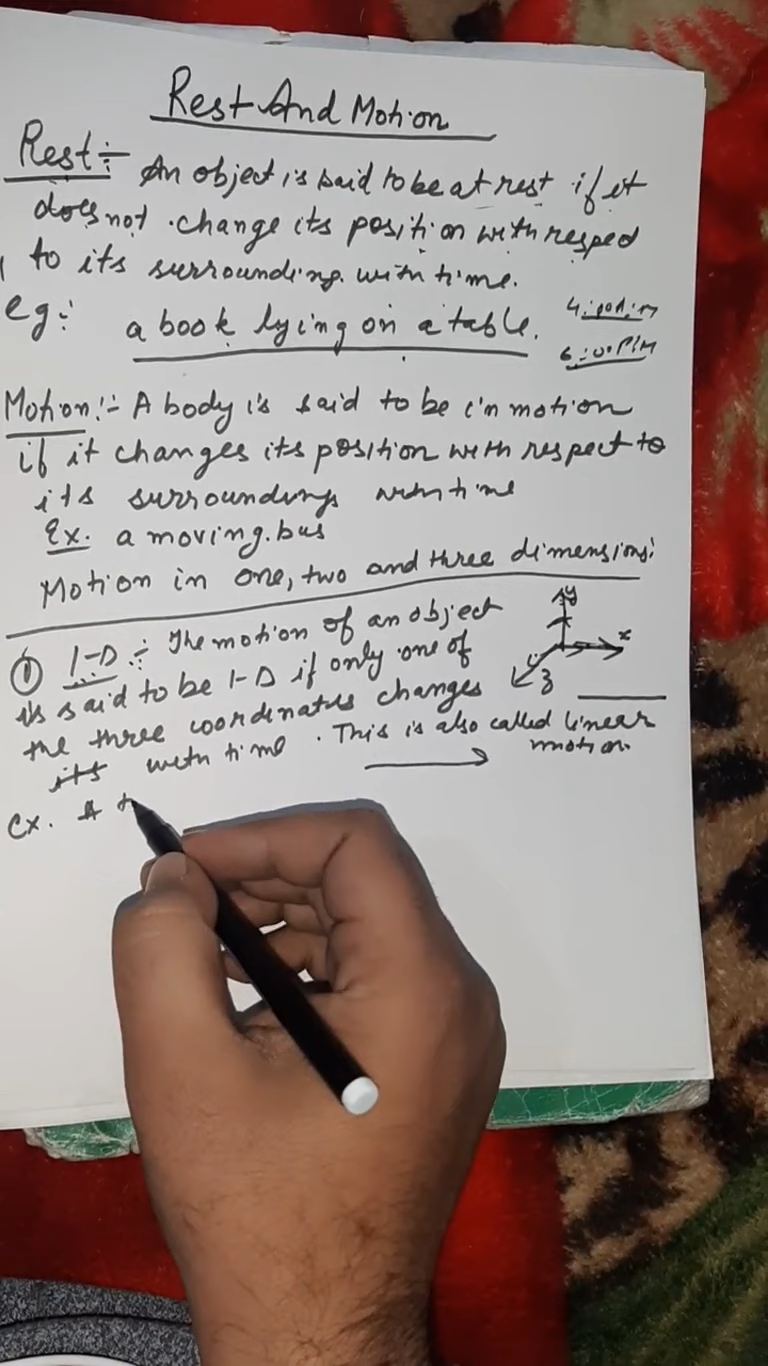 Rest And Motion
Rest :- An object is said to be at rest if it
does not change its position with resped
to its surrounding with time.
eg:- a book lying on a table.
Motion :- A body is said to be in motion
if it changes its position with respect to
its surroundings with time
Ex. a moving bus
Motion in one, two and three dimensions:
① 1-D :- The motion of an object
is said to be 1-D if only one of
the three coordinates changes
its with time. This is also called linear
motion.
y
x
z
Ex. A